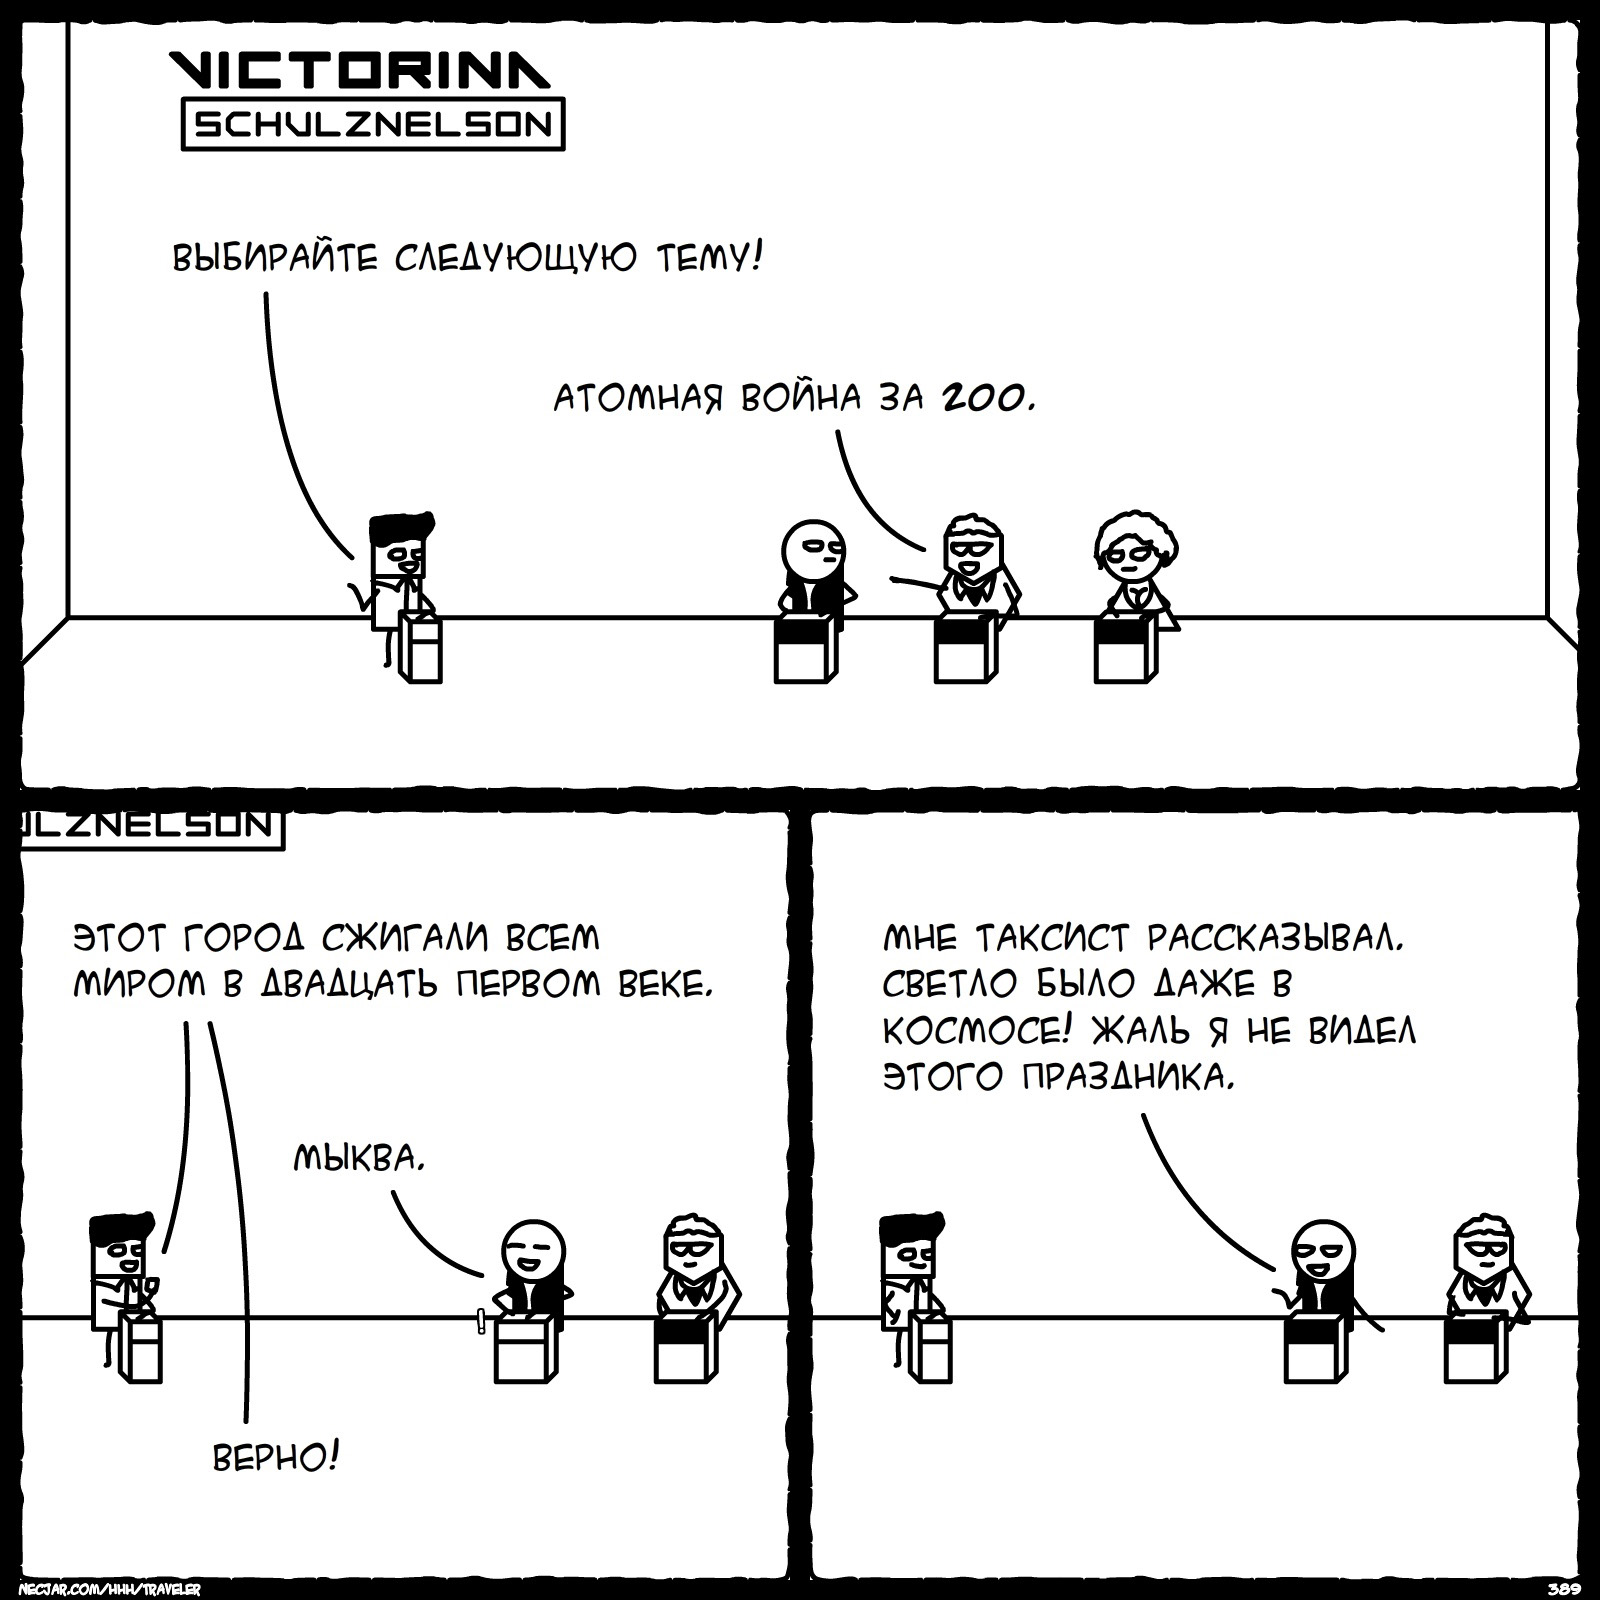 VICTORINA
SCHULZNELSON
ВЫБИРАЙТЕ СЛЕДУЮЩУЮ ТЕМУ!
АТОМНАЯ ВОЙНА ЗА 200.
ULZNELSON
ЭТОТ ГОРОД СЖИГАЛИ ВСЕМ
МИРОМ В ДВАДЦАТЬ ПЕРВОМ ВЕКЕ.
МЫКВА.
ВЕРНО!
МНЕ ТАКСИСТ РАССКАЗЫВАЛ.
СВЕТЛО БЫЛО ДАЖЕ В
КОСМОСЕ! ЖАЛЬ Я НЕ ВИДЕЛ
ЭТОГО ПРАЗДНИКА.
NECJAR.COM/HHH/TRAVELER
389